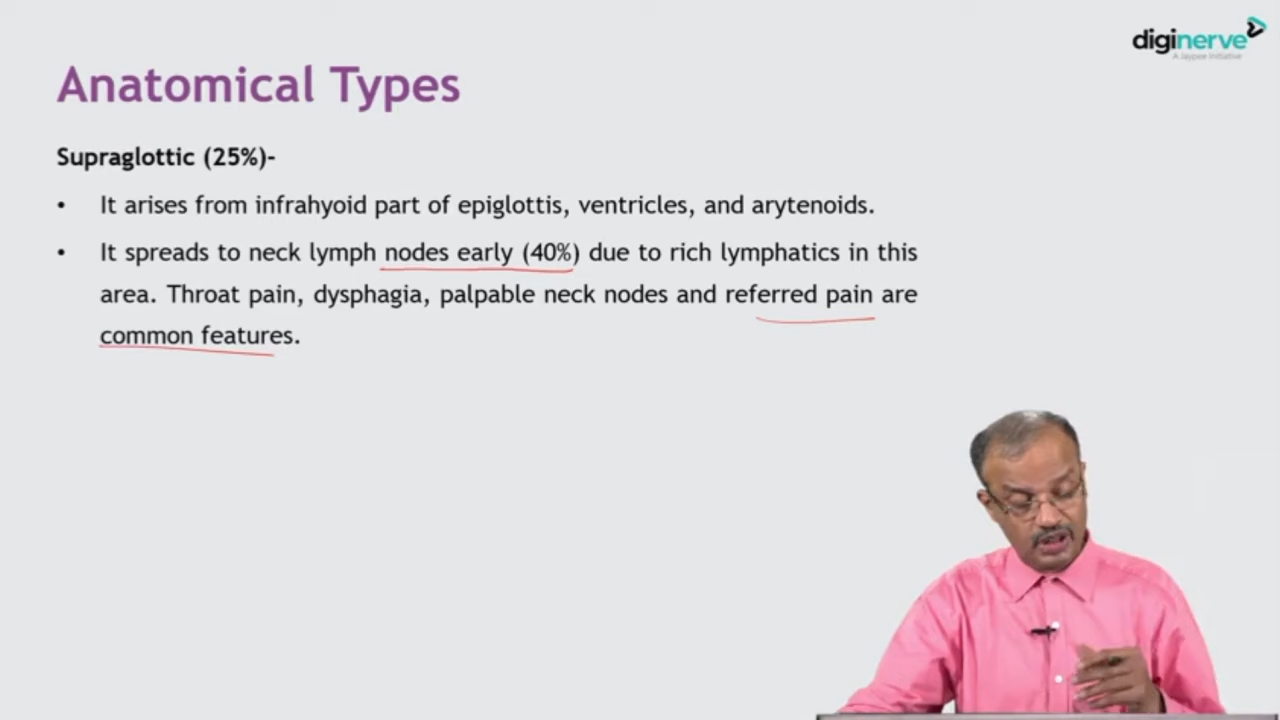 diginerve
A Jaypee Initiative
Anatomical Types
Supraglottic (25%)-
• It arises from infrahyoid part of epiglottis, ventricles, and arytenoids.
• It spreads to neck lymph nodes early (40%) due to rich lymphatics in this
area. Throat pain, dysphagia, palpable neck nodes and referred pain are
common features.